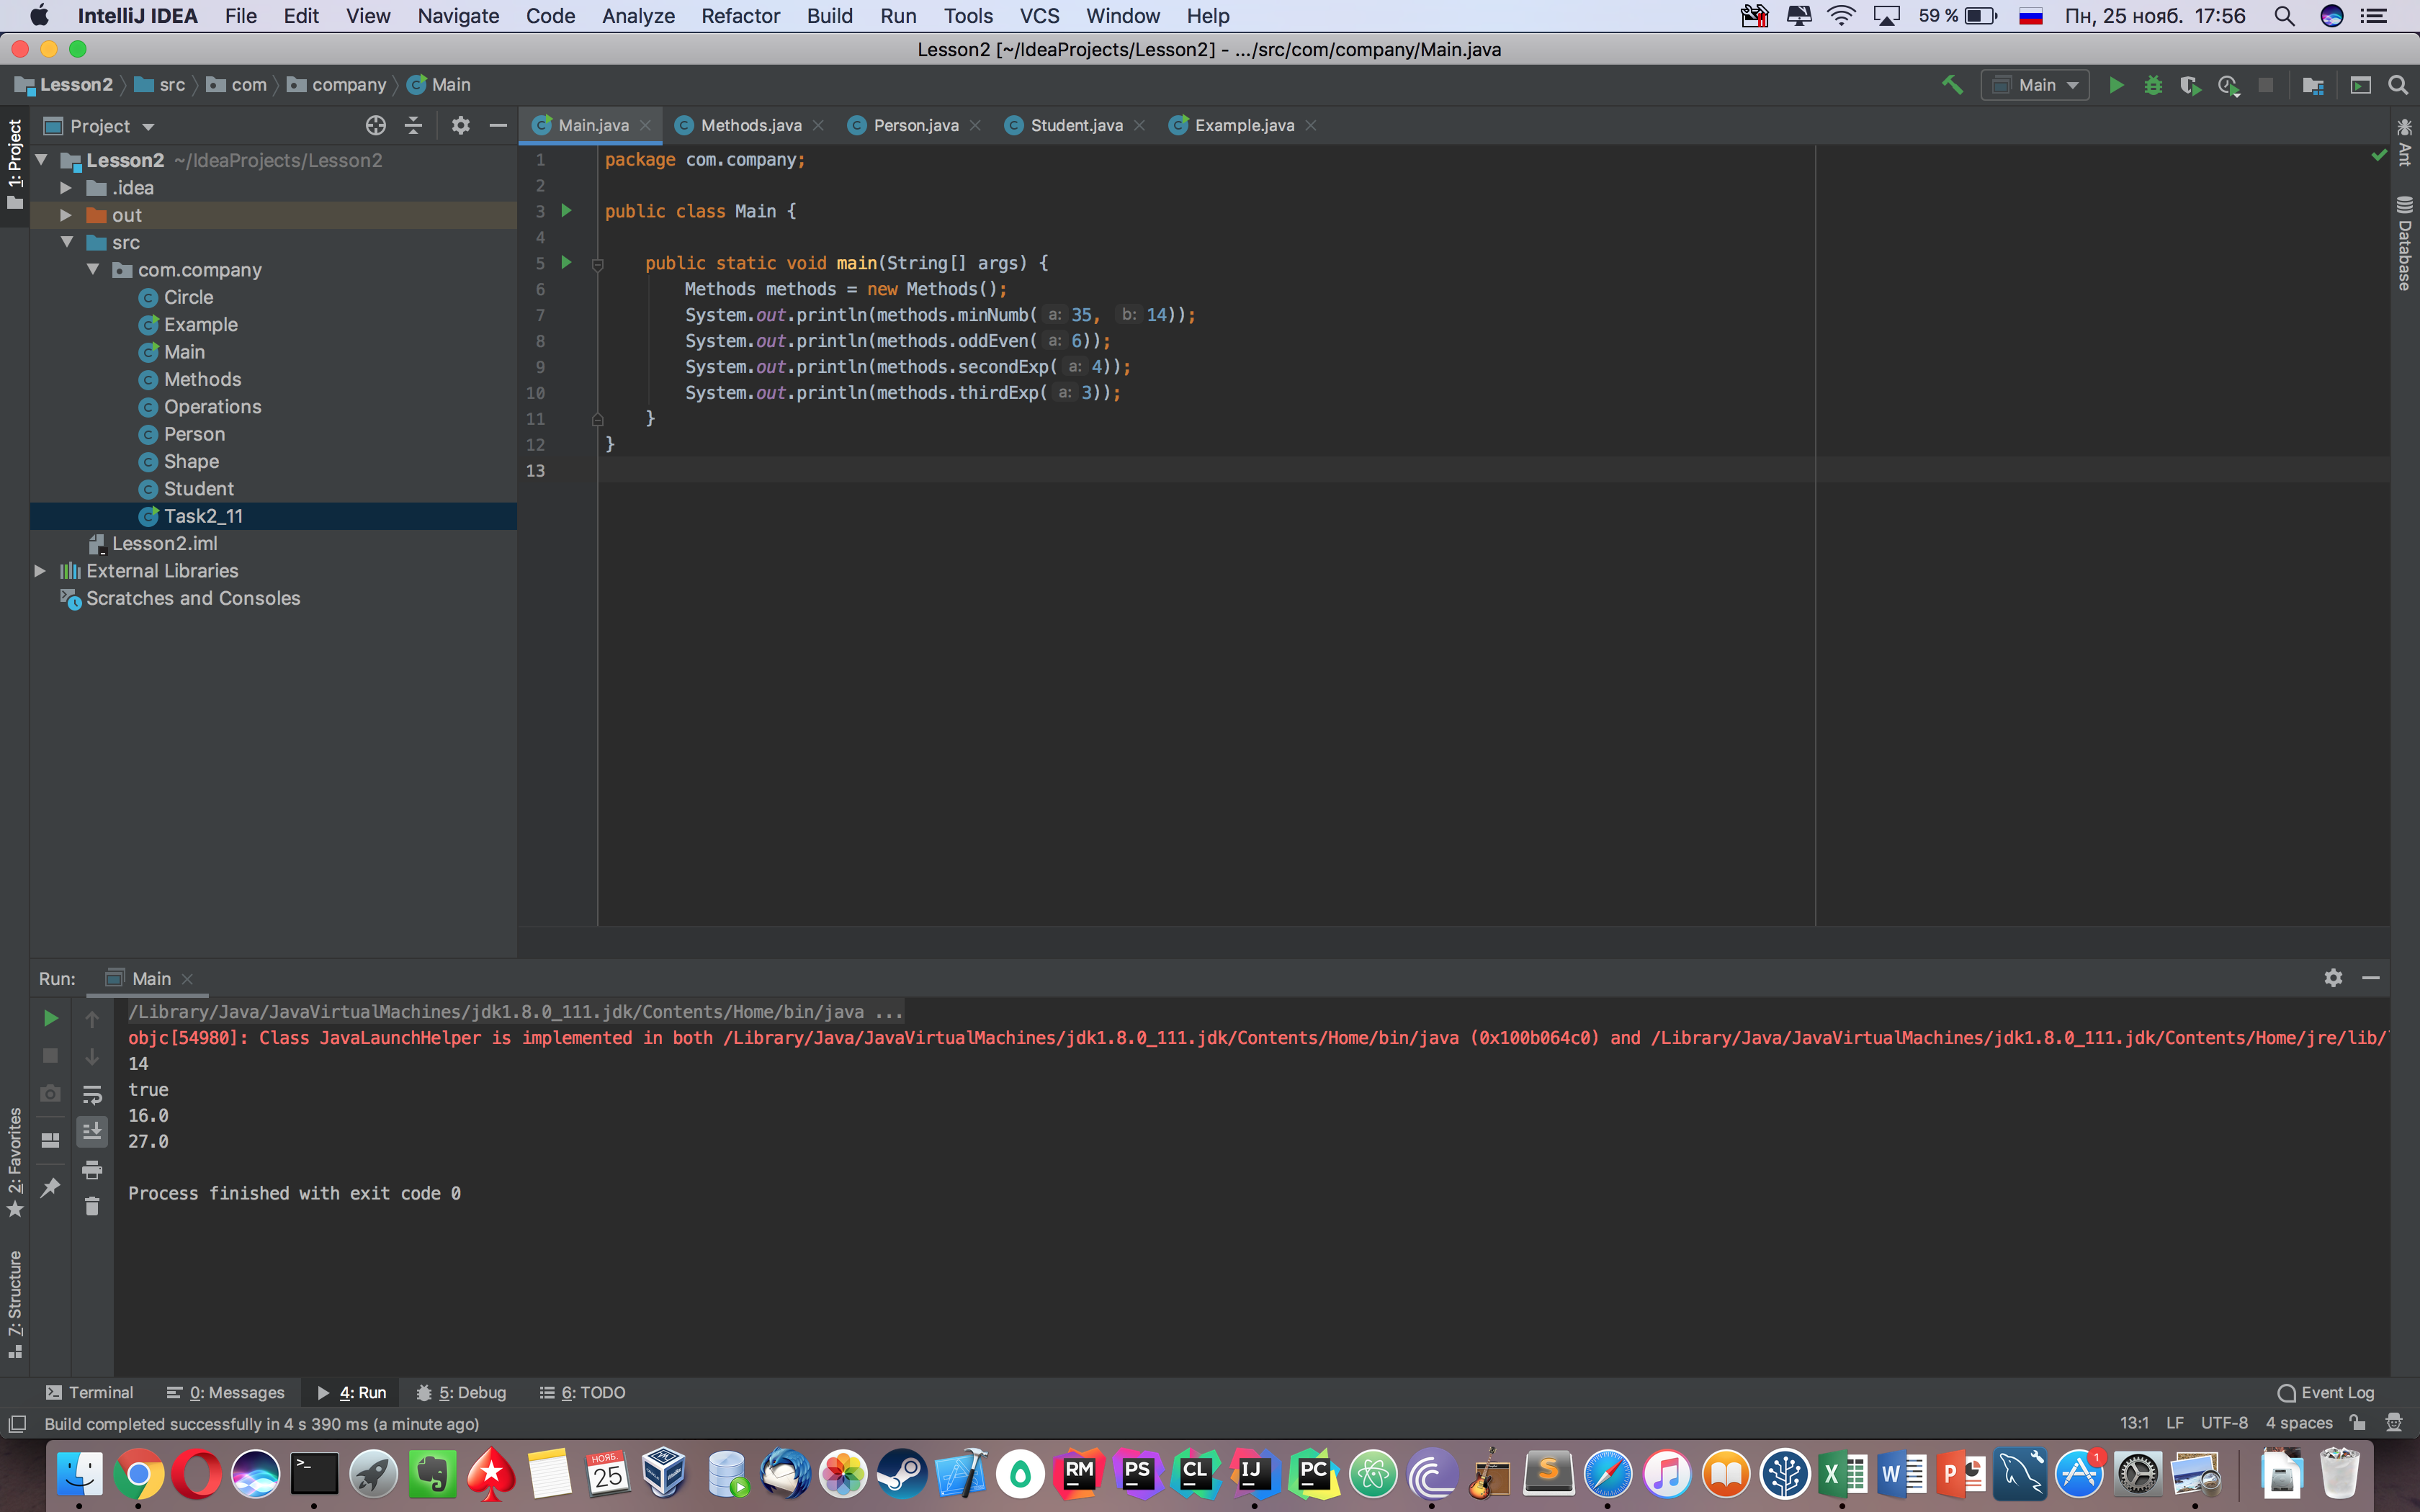 IntelliJ IDEA File Edit View Navigate Code Analyze Refactor Build Run Tools VCS Window Help 59 % Пн, 25 нояб. 17:56
Lesson2 [~/IdeaProjects/Lesson2] - .../src/com/company/Main.java
Lesson2 src com company Main Main
Project Main.java Methods.java Person.java Student.java Example.java
1: Project
Lesson2 ~/IdeaProjects/Lesson2
.idea
out
src
com.company
Circle
Example
Main
Methods
Operations
Person
Shape
Student
Task2_11
Lesson2.iml
External Libraries
Scratches and Consoles
1 package com.company;
2
3 public class Main {
4
5 public static void main(String[] args) {
6 Methods methods = new Methods();
7 System.out.println(methods.minNumb( a: 35, b: 14));
8 System.out.println(methods.oddEven( a: 6));
9 System.out.println(methods.secondExp( a: 4));
10 System.out.println(methods.thirdExp( a: 3));
11 }
12 }
13
Ant
Database
Run: Main
/Library/Java/JavaVirtualMachines/jdk1.8.0_111.jdk/Contents/Home/bin/java ...
objc[54980]: Class JavaLaunchHelper is implemented in both /Library/Java/JavaVirtualMachines/jdk1.8.0_111.jdk/Contents/Home/bin/java (0x100b064c0) and /Library/Java/JavaVirtualMachines/jdk1.8.0_111.jdk/Contents/Home/jre/lib/
14
true
16.0
27.0
Process finished with exit code 0
2: Favorites
7: Structure
Terminal 0: Messages 4: Run 5: Debug 6: TODO Event Log
Build completed successfully in 4 s 390 ms (a minute ago) 13:1 LF UTF-8 4 spaces
НОЯБ.
25
RM PS CL IJ PC S X W P 1